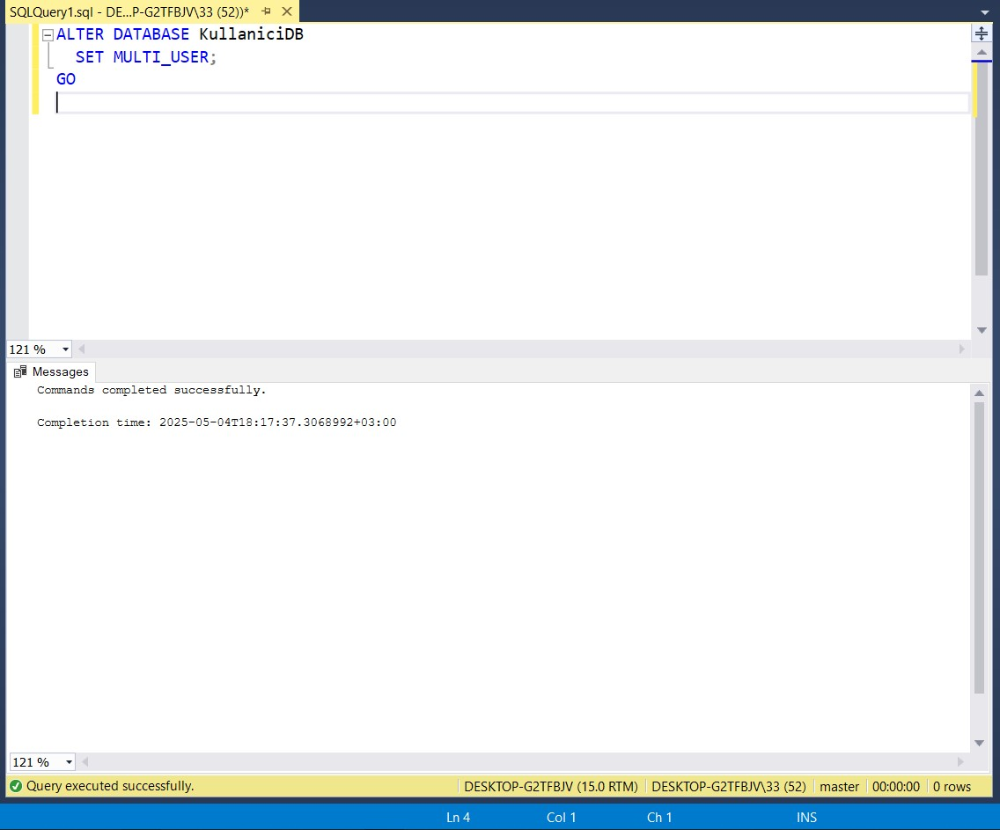 SQLQuery1.sql - DE...P-G2TFBJV\33 (52))*
ALTER DATABASE KullaniciDB
SET MULTI_USER;
GO
121 %
Messages
Commands completed successfully.
Completion time: 2025-05-04T18:17:37.3068992+03:00
121 %
Query executed successfully. DESKTOP-G2TFBJV (15.0 RTM) DESKTOP-G2TFBJV\33 (52) master 00:00:00 0 rows
Ln 4 Col 1 Ch 1 INS